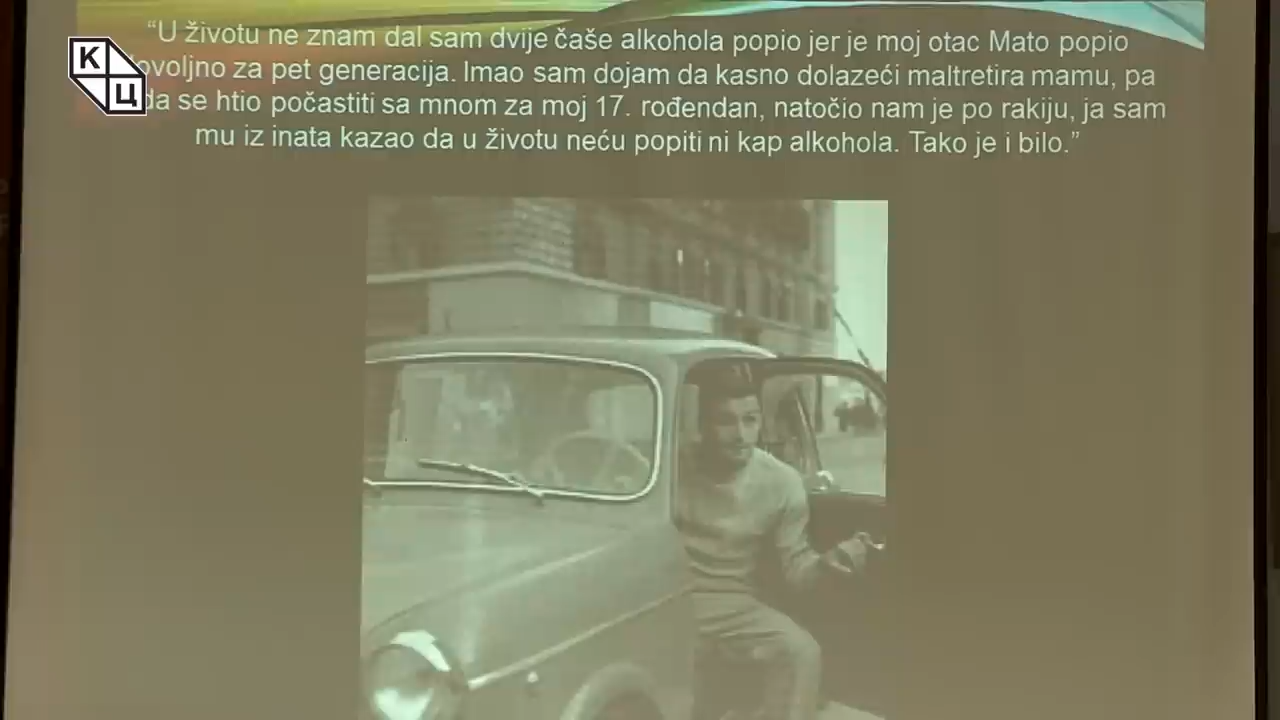 “U životu ne znam dal sam dvije čaše alkohola popio jer je moj otac Mato popio
ovoljno za pet generacija. Imao sam dojam da kasno dolazeći maltretira mamu, pa
da se htio počastiti sa mnom za moj 17. rođendan, natočio nam je po rakiju, ja sam
mu iz inata kazao da u životu neću popiti ni kap alkohola. Tako je i bilo.”
К
Ц